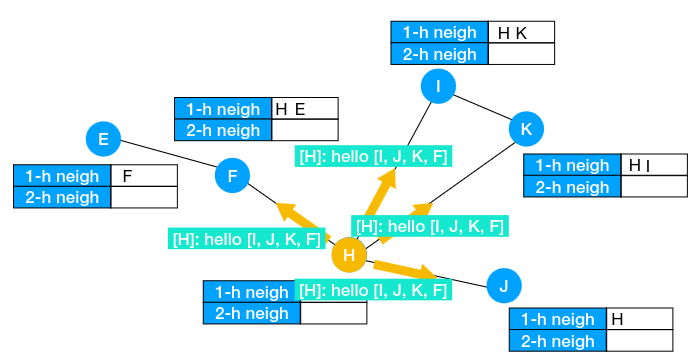 1-h neigh H K
2-h neigh
I
1-h neigh H E
2-h neigh
E
K
[H]: hello [I, J, K, F]
1-h neigh H I
2-h neigh
1-h neigh F
2-h neigh
F
[H]: hello [I, J, K, F]
[H]: hello [I, J, K, F]
H
1-h neigh
[H]: hello [I, J, K, F]
2-h neigh
J
1-h neigh H
2-h neigh